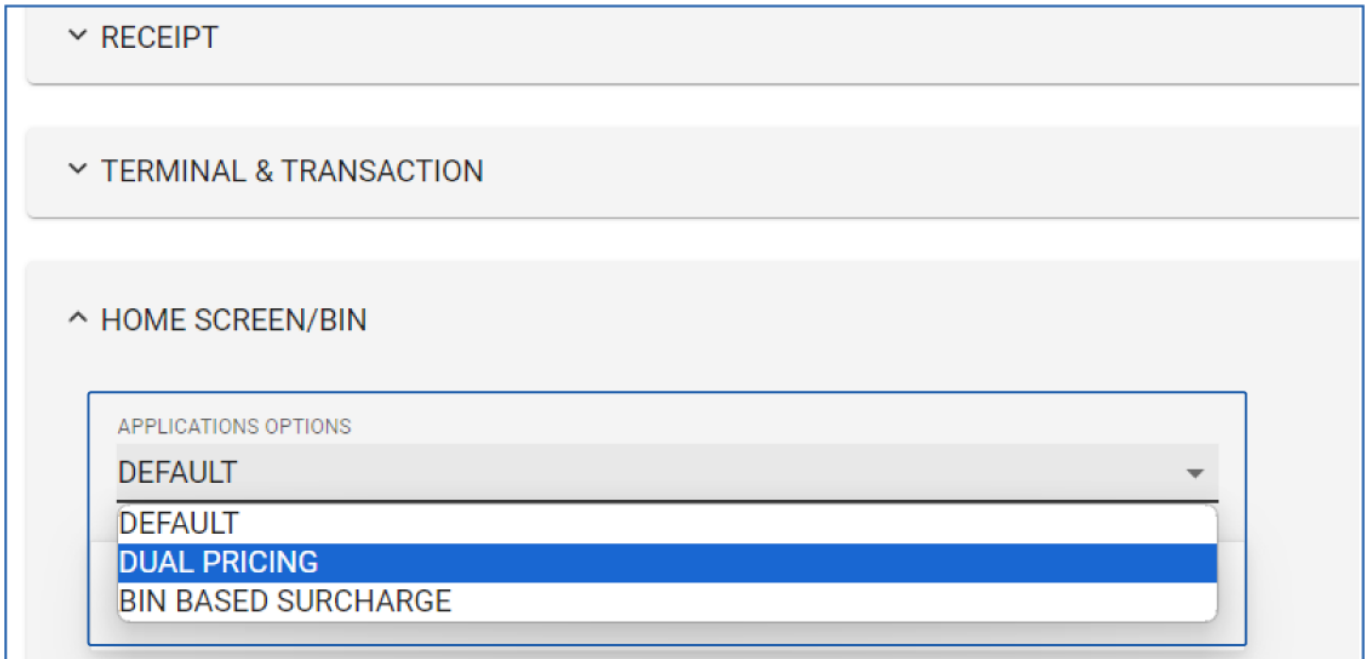 RECEIPT
TERMINAL & TRANSACTION
HOME SCREEN/BIN
APPLICATIONS OPTIONS
DEFAULT
DEFAULT
DUAL PRICING
BIN BASED SURCHARGE